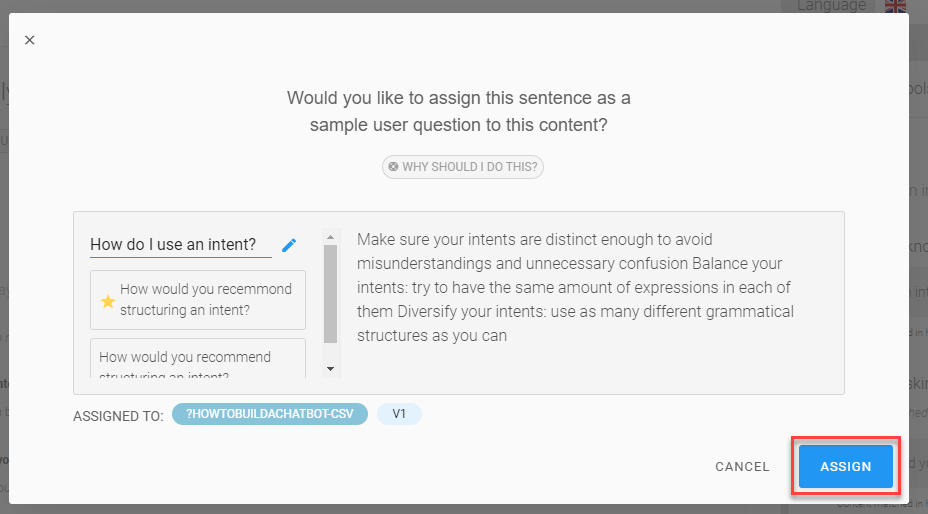 Language
Would you like to assign this sentence as a
sample user question to this content?
WHY SHOULD I DO THIS?
How do I use an intent?
How would you recemmond
structuring an intent?
How would you recommend
structuring an intent?
Make sure your intents are distinct enough to avoid
misunderstandings and unnecessary confusion Balance your
intents: try to have the same amount of expressions in each of
them Diversify your intents: use as many different grammatical
structures as you can
ASSIGNED TO:
?HOWTOBUILDACHATBOT-CSV
V1
CANCEL
ASSIGN
Content matched in